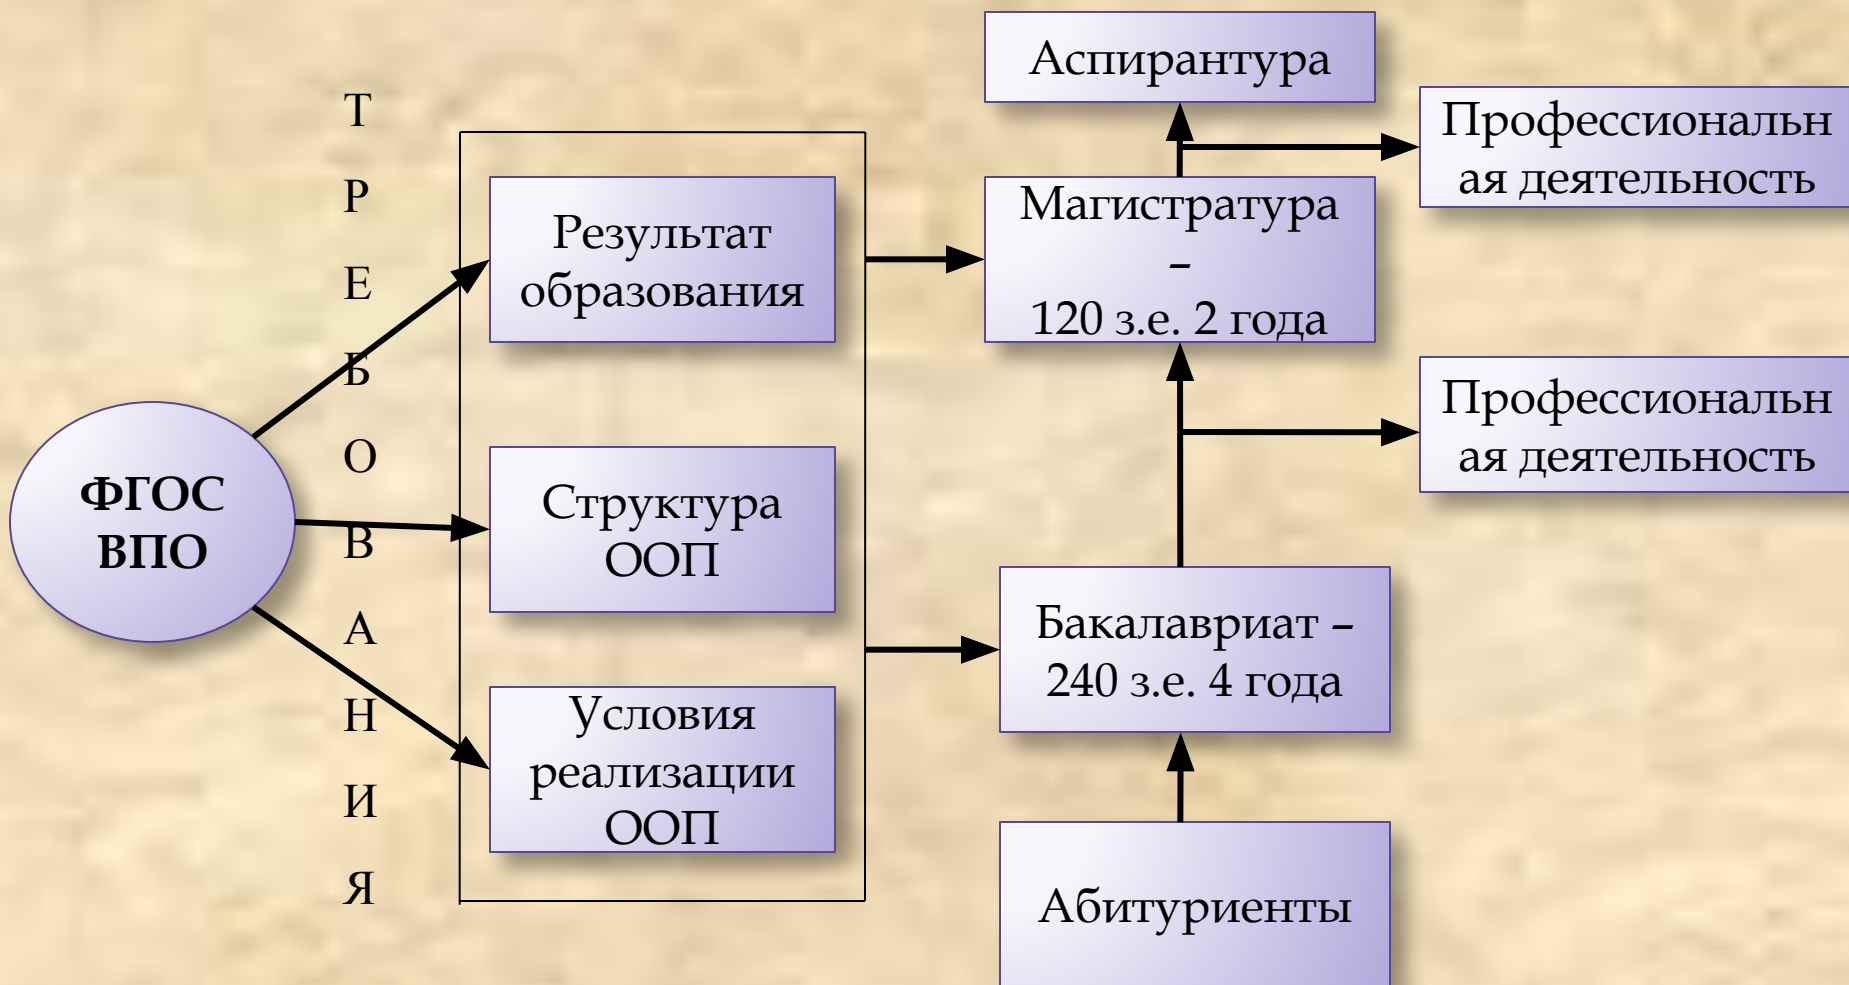 ФГОС
ВПО
Т
Р
Е
Б
О
В
А
Н
И
Я
Результат
образования
Структура
ООП
Условия
реализации
ООП
Аспирантура
Профессиональн
ая деятельность
Магистратура
–
120 з.е. 2 года
Профессиональн
ая деятельность
Бакалавриат –
240 з.е. 4 года
Абитуриенты